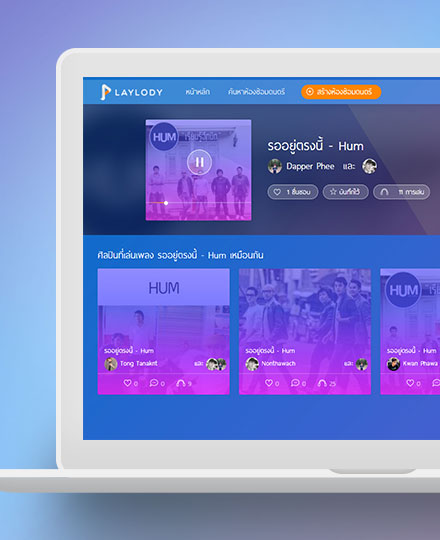 LAYLODY
หน้าหลัก
ค้นหาห้องซ้อมดนตรี
สร้างห้องซ้อมดนตรี
HUM
รออยู่ตรงนี้ - Hum
Dapper Phee และ
1 ชื่นชอบ
บันทึกไว้
11 การเล่น
ศิลปินที่เล่นเพลง รออยู่ตรงนี้ - Hum เหมือนกัน
HUM
รออยู่ตรงนี้ - Hum
Tong Tanakrit และ
0 0 9
รออยู่ตรงนี้ - Hum
Nonthawach และ
0 0 25
HUM
รออยู่ตรงนี้ - Hum
Kwan Phawa
0